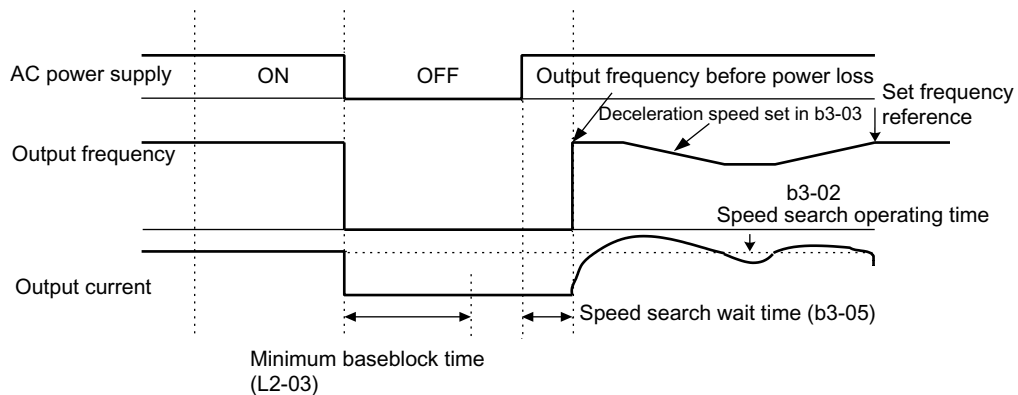 AC power supply
ON
OFF
Output frequency before power loss
Set frequency
reference
Deceleration speed set in b3-03
Output frequency
b3-02
Speed search operating time
Output current
Speed search wait time (b3-05)
Minimum baseblock time
(L2-03)